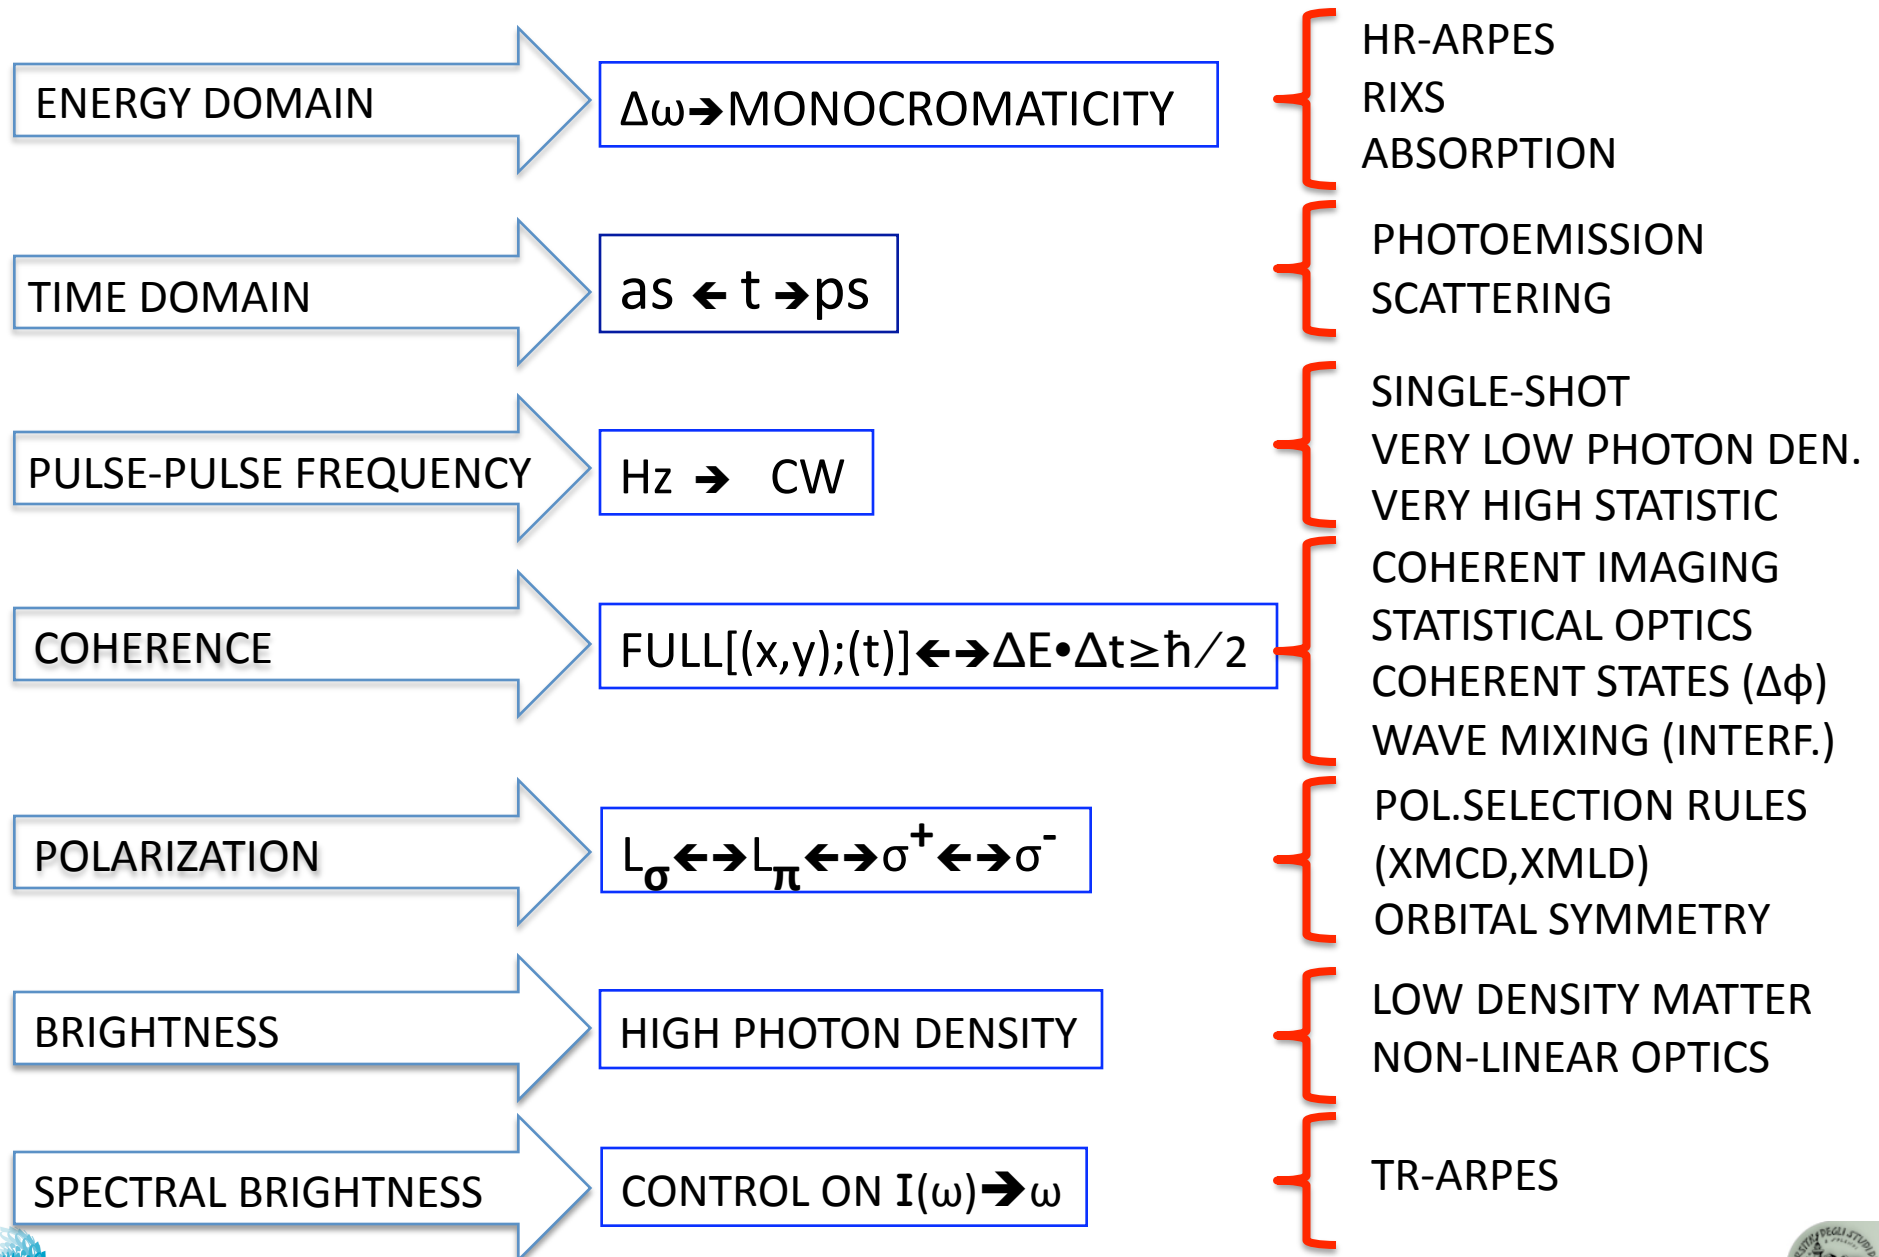 ENERGY DOMAIN
Δω➔MONOCROMATICITY
HR-ARPES
RIXS
ABSORPTION
TIME DOMAIN
as ← t ➔ps
PHOTOEMISSION
SCATTERING
PULSE-PULSE FREQUENCY
Hz ➔ CW
SINGLE-SHOT
VERY LOW PHOTON DEN.
VERY HIGH STATISTIC
COHERENCE
FULL[(x,y);(t)]←➔ΔE•Δt≥ħ/2
COHERENT IMAGING
STATISTICAL OPTICS
COHERENT STATES (Δϕ)
WAVE MIXING (INTERF.)
POLARIZATION
L_σ←➔L_π←➔σ⁺←➔σ⁻
POL.SELECTION RULES
(XMCD,XMLD)
ORBITAL SYMMETRY
BRIGHTNESS
HIGH PHOTON DENSITY
LOW DENSITY MATTER
NON-LINEAR OPTICS
SPECTRAL BRIGHTNESS
CONTROL ON I(ω)➔ω
TR-ARPES